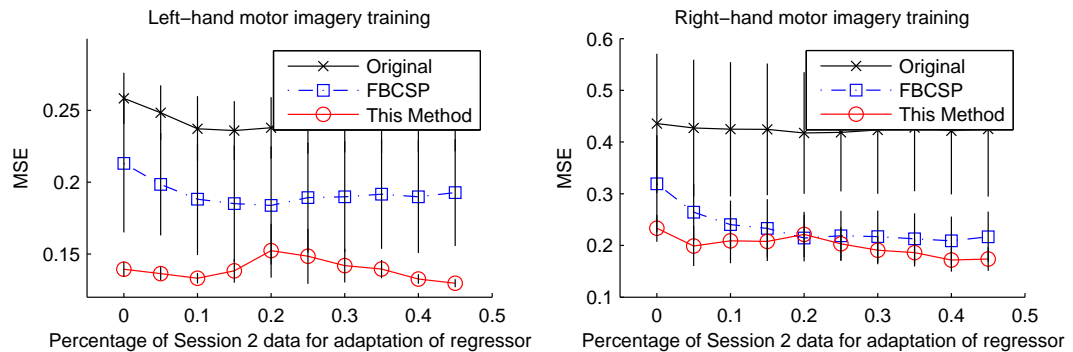 Left-hand motor imagery training
0.25
0.2
0.15
MSE
Original
FBCSP
This Method
0 0.1 0.2 0.3 0.4 0.5
Percentage of Session 2 data for adaptation of regressor
Right-hand motor imagery training
0.6
0.5
0.4
0.3
0.2
0.1
MSE
Original
FBCSP
This Method
0 0.1 0.2 0.3 0.4 0.5
Percentage of Session 2 data for adaptation of regressor